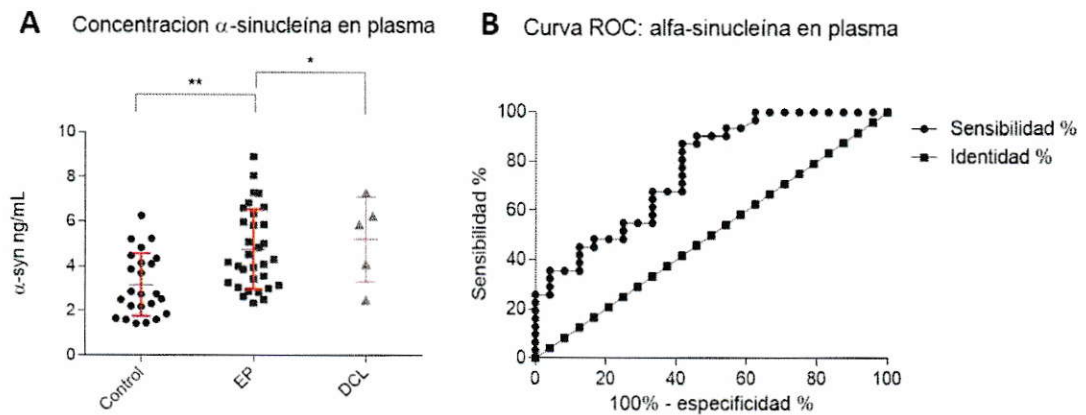 A Concentracion α-sinucleína en plasma
**
*
α-syn ng/mL
10
8
6
4
2
0
Control
EP
DCL
B Curva ROC: alfa-sinucleína en plasma
Sensibilidad %
100
80
60
40
20
0
0 20 40 60 80 100
100% - especificidad %
Sensibilidad %
Identidad %